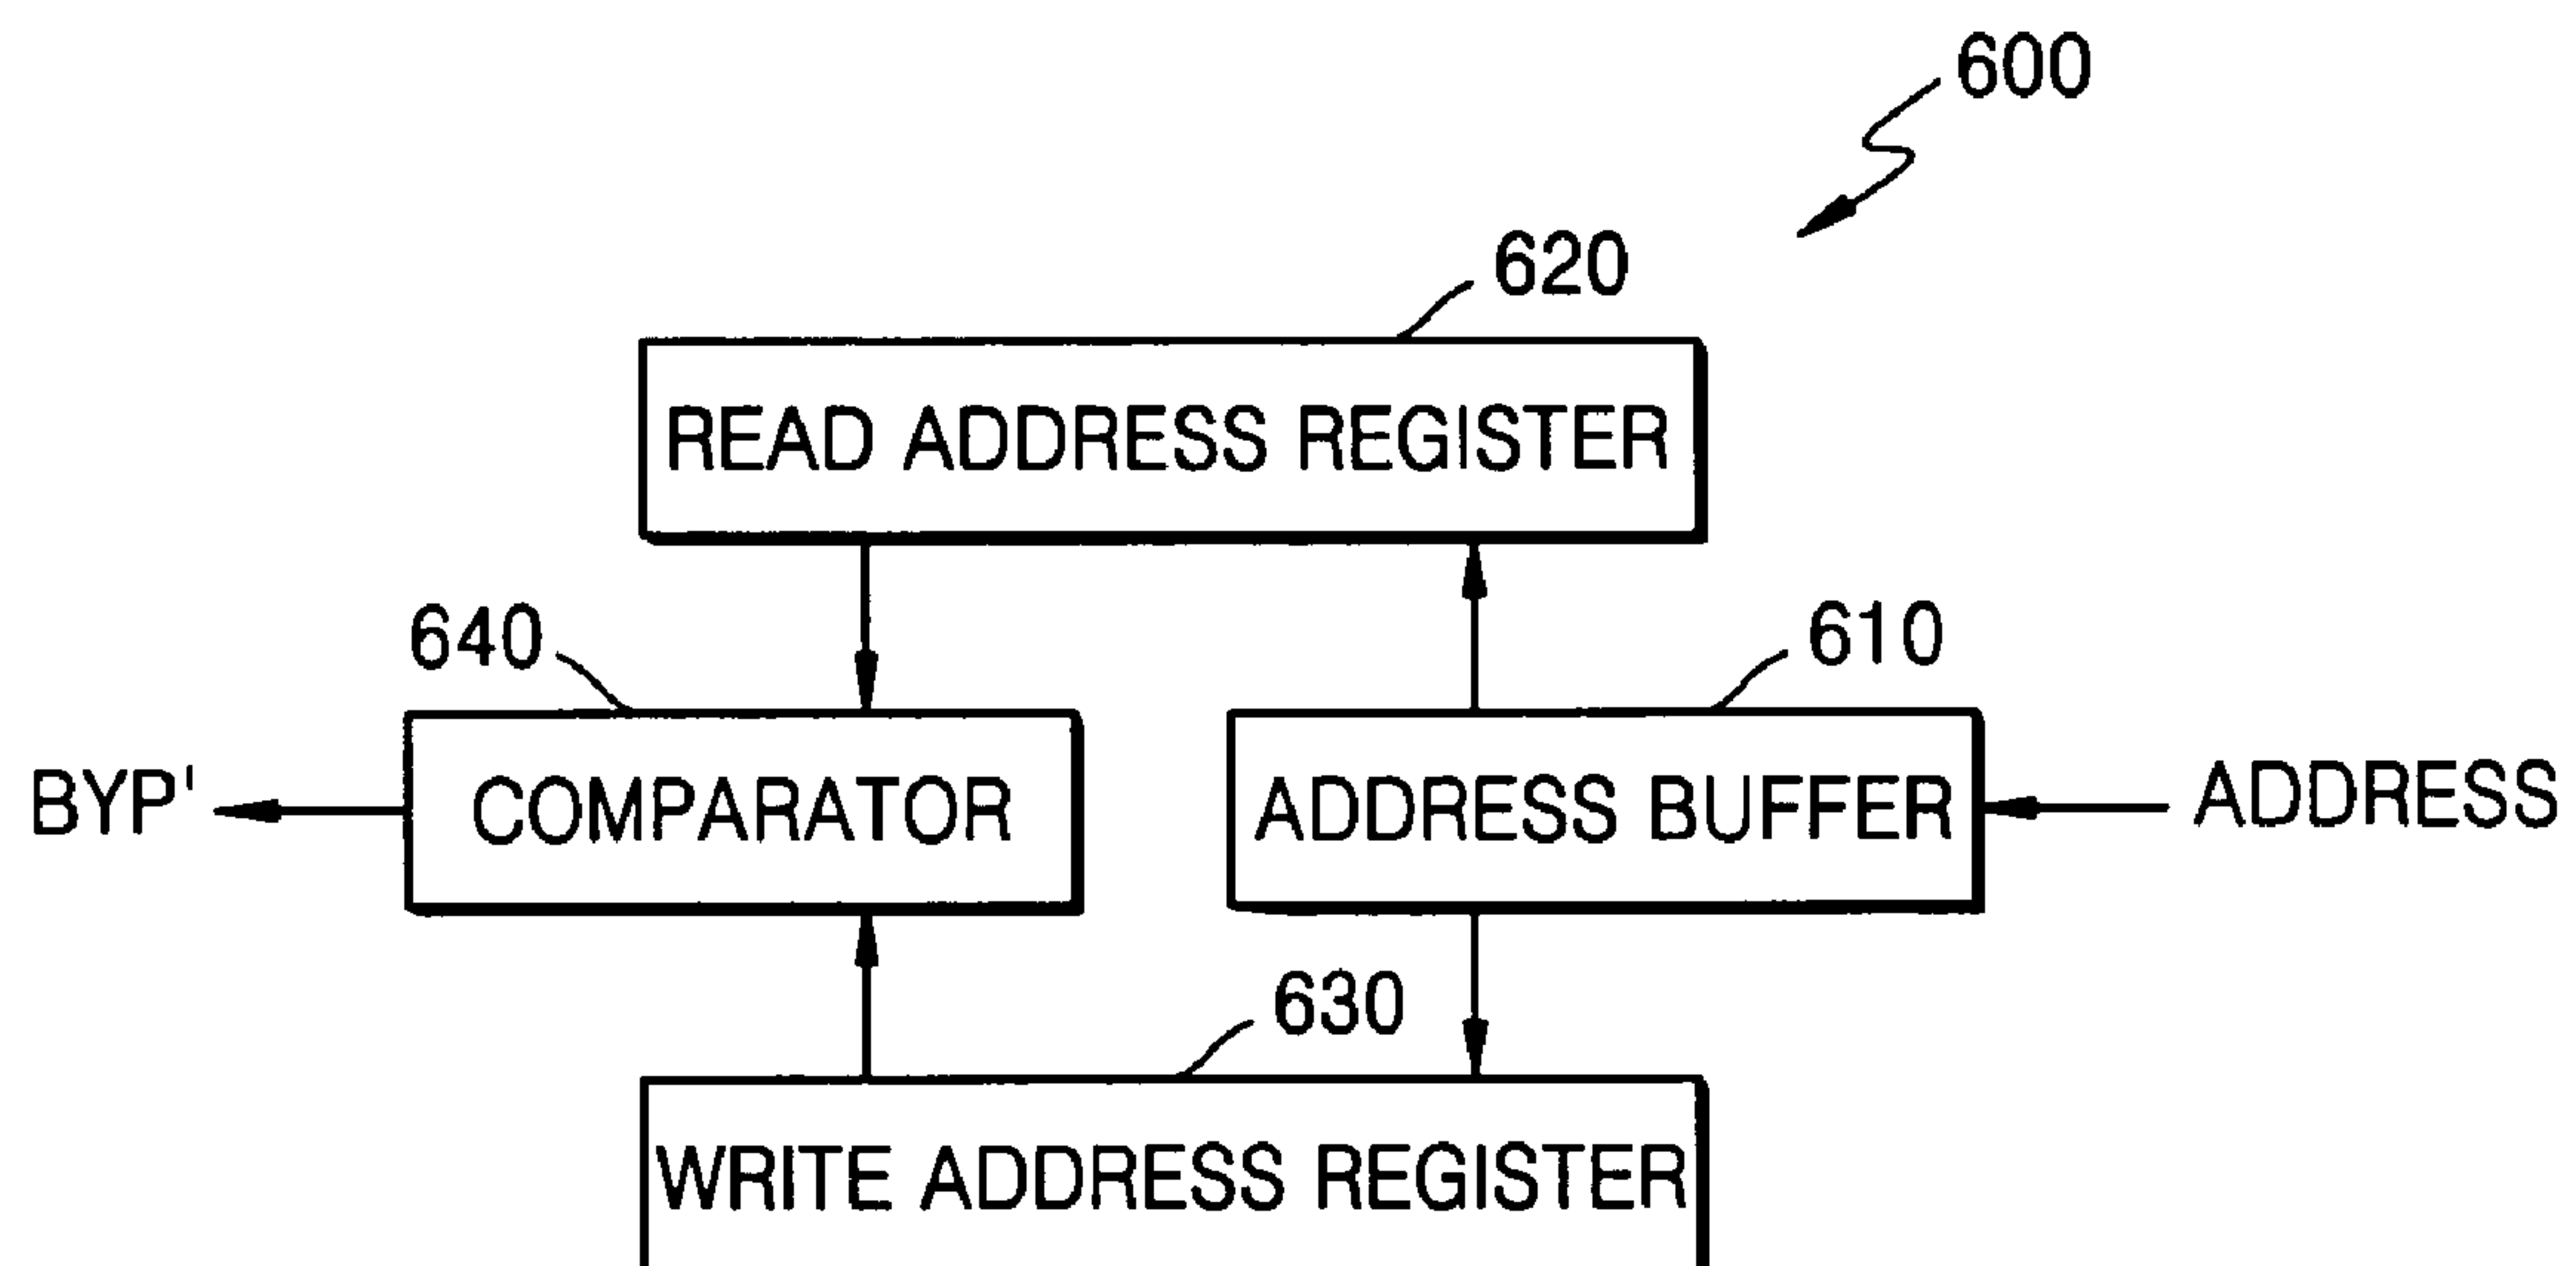 600
620
READ ADDRESS REGISTER
640
610
BYP'
COMPARATOR
ADDRESS BUFFER
ADDRESS
630
WRITE ADDRESS REGISTER